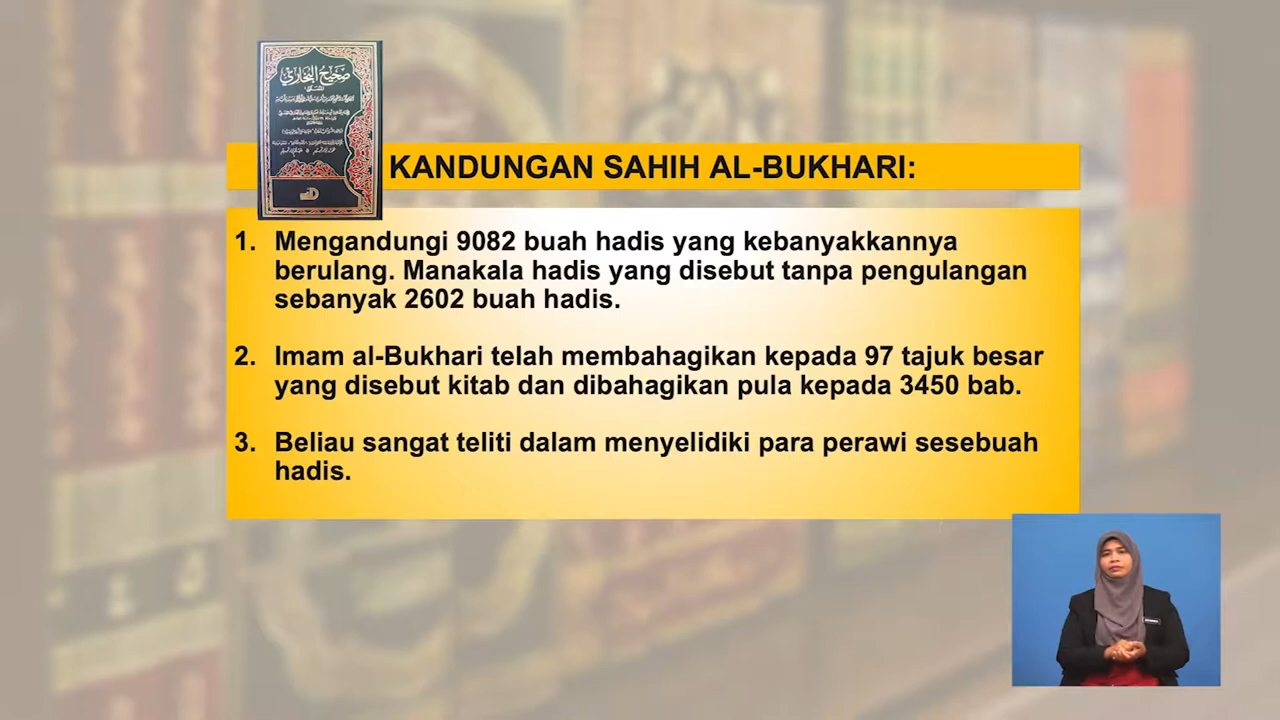 صحيح البخاري
KANDUNGAN SAHIH AL-BUKHARI:
1. Mengandungi 9082 buah hadis yang kebanyakkannya
berulang. Manakala hadis yang disebut tanpa pengulangan
sebanyak 2602 buah hadis.
2. Imam al-Bukhari telah membahagikan kepada 97 tajuk besar
yang disebut kitab dan dibahagikan pula kepada 3450 bab.
3. Beliau sangat teliti dalam menyelidiki para perawi sesebuah
hadis.